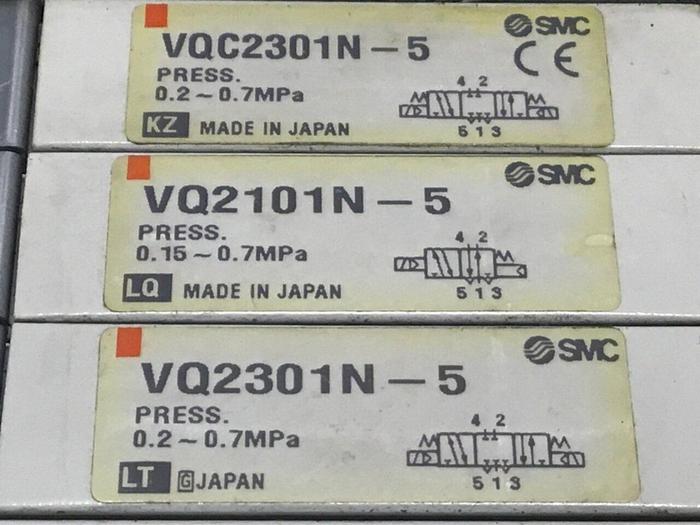 SMC
VQC2301N-5
CE
PRESS.
0.2~0.7MPa
4 2
5 1 3
KZ MADE IN JAPAN
SMC
VQ2101N-5
PRESS.
0.15~0.7MPa
4 2
5 1 3
LQ MADE IN JAPAN
SMC
VQ2301N-5
PRESS.
0.2~0.7MPa
4 2
5 1 3
LT G JAPAN